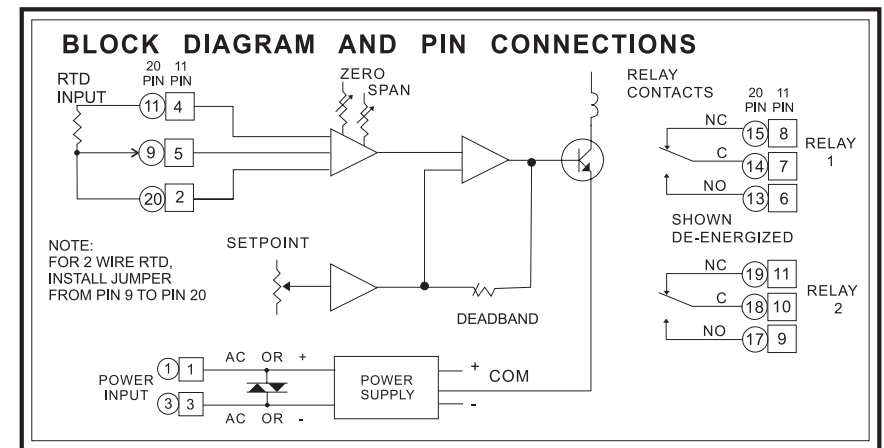 BLOCK DIAGRAM AND PIN CONNECTIONS
RTD
INPUT
20 11
PIN PIN
11 4
9 5
20 2
ZERO
SPAN
NOTE:
FOR 2 WIRE RTD,
INSTALL JUMPER
FROM PIN 9 TO PIN 20
SETPOINT
DEADBAND
POWER
INPUT
1 1
3 3
AC OR +
AC OR -
POWER
SUPPLY
+
COM
-
RELAY
CONTACTS
20 11
PIN PIN
NC 15 8
C 14 7
NO 13 6
RELAY
1
SHOWN
DE-ENERGIZED
NC 19 11
C 18 10
NO 17 9
RELAY
2